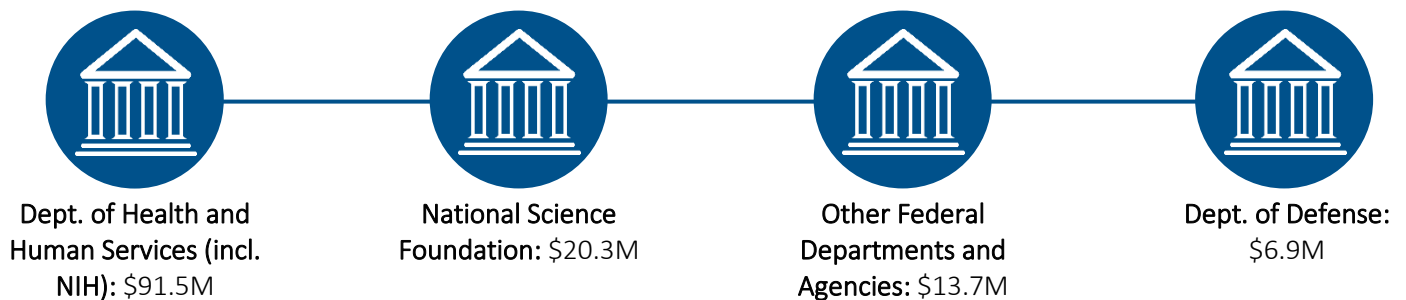 Dept. of Health and
Human Services (incl.
NIH): $91.5M
National Science
Foundation: $20.3M
Other Federal
Departments and
Agencies: $13.7M
Dept. of Defense:
$6.9M